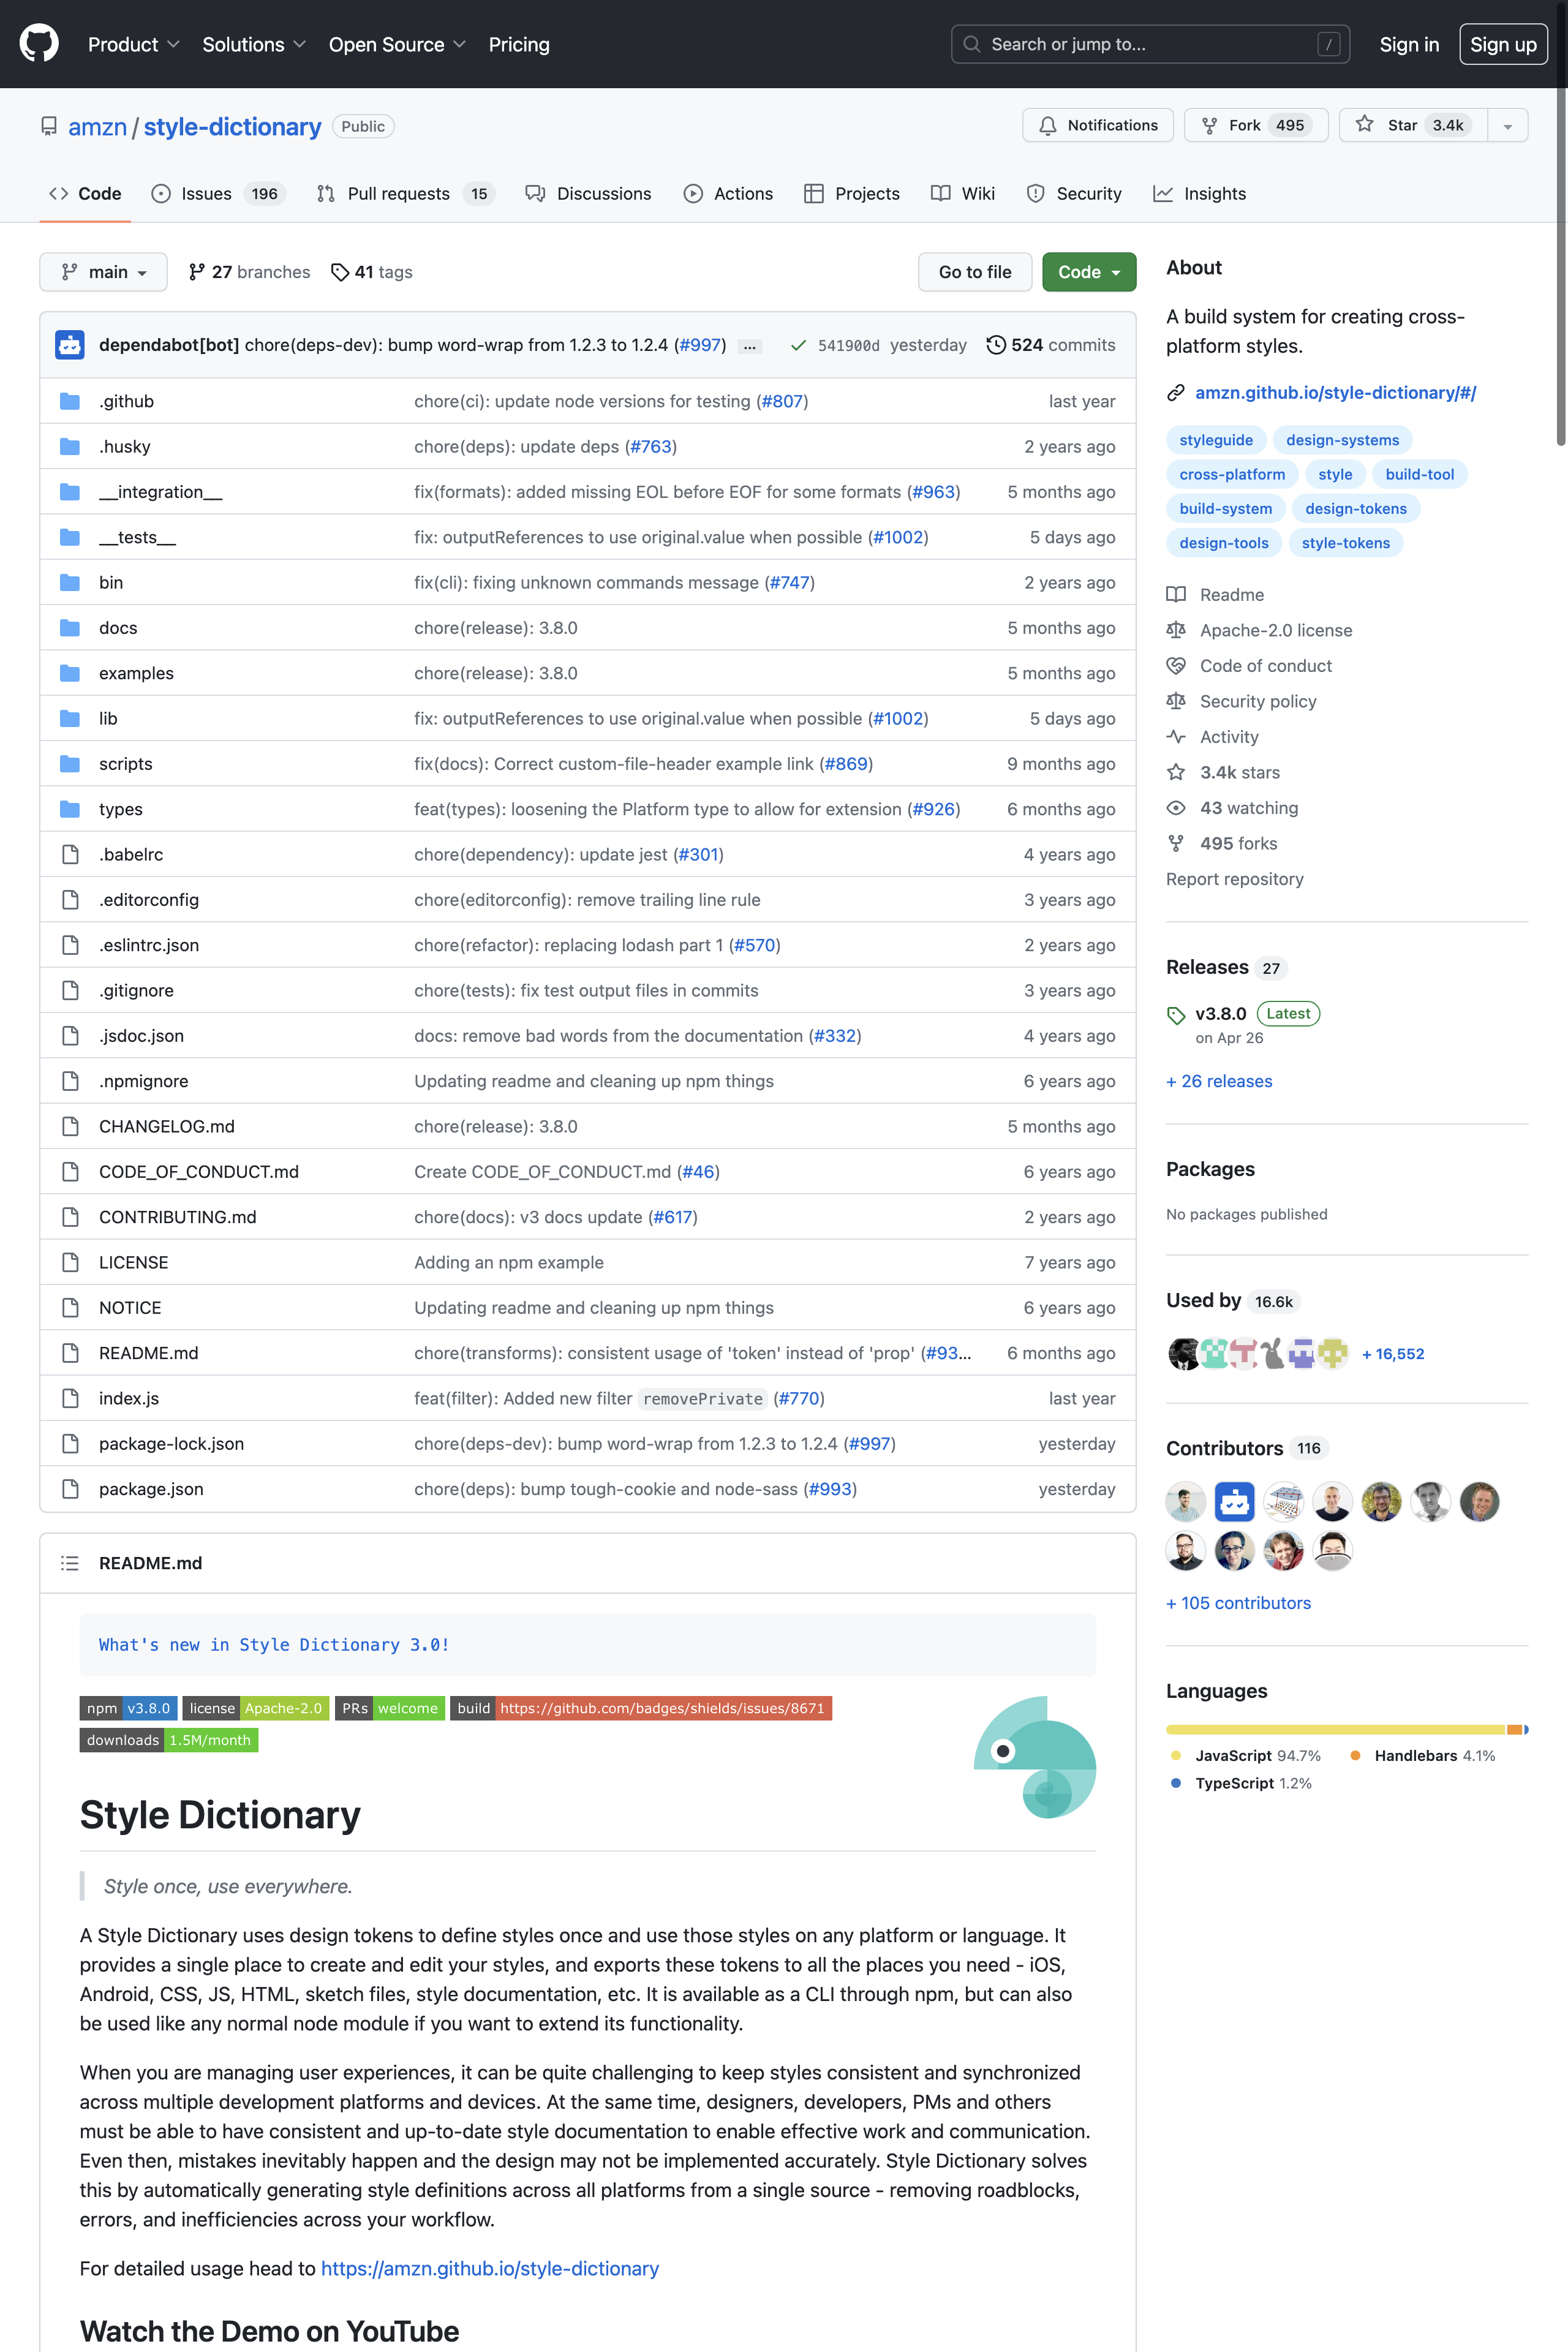 Product Solutions Open Source Pricing Search or jump to... / Sign in Sign up
amzn / style-dictionary Public Notifications Fork 495 Star 3.4k
Code Issues 196 Pull requests 15 Discussions Actions Projects Wiki Security Insights
main 27 branches 41 tags Go to file Code
dependabot[bot] chore(deps-dev): bump word-wrap from 1.2.3 to 1.2.4 (#997) ... 541900d yesterday 524 commits
.github chore(ci): update node versions for testing (#807) last year
.husky chore(deps): update deps (#763) 2 years ago
__integration__ fix(formats): added missing EOL before EOF for some formats (#963) 5 months ago
__tests__ fix: outputReferences to use original.value when possible (#1002) 5 days ago
bin fix(cli): fixing unknown commands message (#747) 2 years ago
docs chore(release): 3.8.0 5 months ago
examples chore(release): 3.8.0 5 months ago
lib fix: outputReferences to use original.value when possible (#1002) 5 days ago
scripts fix(docs): Correct custom-file-header example link (#869) 9 months ago
types feat(types): loosening the Platform type to allow for extension (#926) 6 months ago
.babelrc chore(dependency): update jest (#301) 4 years ago
.editorconfig chore(editorconfig): remove trailing line rule 3 years ago
.eslintrc.json chore(refactor): replacing lodash part 1 (#570) 2 years ago
.gitignore chore(tests): fix test output files in commits 3 years ago
.jsdoc.json docs: remove bad words from the documentation (#332) 4 years ago
.npmignore Updating readme and cleaning up npm things 6 years ago
CHANGELOG.md chore(release): 3.8.0 5 months ago
CODE_OF_CONDUCT.md Create CODE_OF_CONDUCT.md (#46) 6 years ago
CONTRIBUTING.md chore(docs): v3 docs update (#617) 2 years ago
LICENSE Adding an npm example 7 years ago
NOTICE Updating readme and cleaning up npm things 6 years ago
README.md chore(transforms): consistent usage of 'token' instead of 'prop' (#93... 6 months ago
index.js feat(filter): Added new filter removePrivate (#770) last year
package-lock.json chore(deps-dev): bump word-wrap from 1.2.3 to 1.2.4 (#997) yesterday
package.json chore(deps): bump tough-cookie and node-sass (#993) yesterday
README.md
What's new in Style Dictionary 3.0!
npm v3.8.0 license Apache-2.0 PRs welcome build https://github.com/badges/shields/issues/8671
downloads 1.5M/month
Style Dictionary
Style once, use everywhere.
A Style Dictionary uses design tokens to define styles once and use those styles on any platform or language. It
provides a single place to create and edit your styles, and exports these tokens to all the places you need - iOS,
Android, CSS, JS, HTML, sketch files, style documentation, etc. It is available as a CLI through npm, but can also
be used like any normal node module if you want to extend its functionality.
When you are managing user experiences, it can be quite challenging to keep styles consistent and synchronized
across multiple development platforms and devices. At the same time, designers, developers, PMs and others
must be able to have consistent and up-to-date style documentation to enable effective work and communication.
Even then, mistakes inevitably happen and the design may not be implemented accurately. Style Dictionary solves
this by automatically generating style definitions across all platforms from a single source - removing roadblocks,
errors, and inefficiencies across your workflow.
For detailed usage head to https://amzn.github.io/style-dictionary
Watch the Demo on YouTube
About
A build system for creating cross-
platform styles.
amzn.github.io/style-dictionary/#/
styleguide design-systems
cross-platform style build-tool
build-system design-tokens
design-tools style-tokens
Readme
Apache-2.0 license
Code of conduct
Security policy
Activity
3.4k stars
43 watching
495 forks
Report repository
Releases 27
v3.8.0 Latest
on Apr 26
+ 26 releases
Packages
No packages published
Used by 16.6k
+ 16,552
Contributors 116
+ 105 contributors
Languages
JavaScript 94.7% Handlebars 4.1%
TypeScript 1.2%